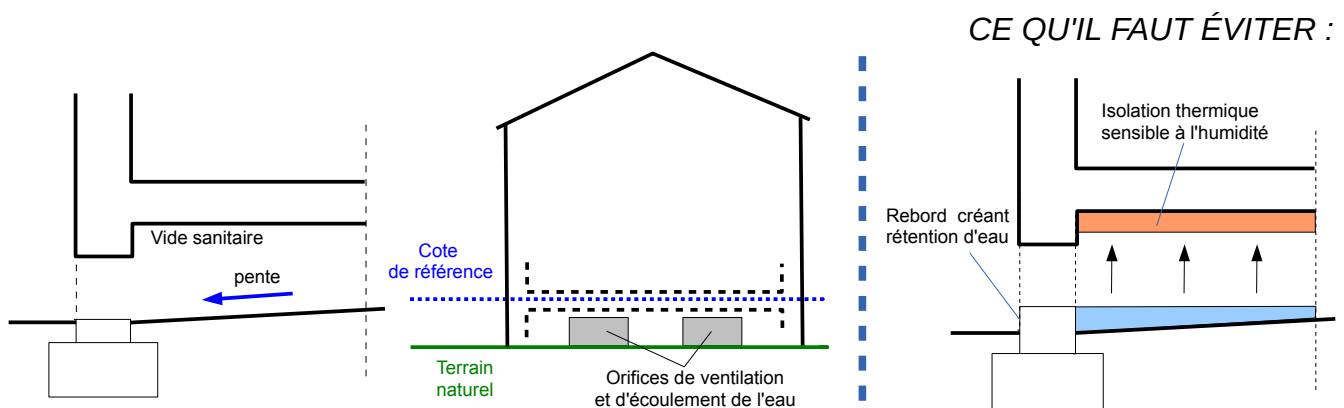 CE QU'IL FAUT ÉVITER :
Vide sanitaire
pente
Cote
de référence
Terrain
naturel
Orifices de ventilation
et d'écoulement de l'eau
Isolation thermique
sensible à l'humidité
Rebord créant
rétention d'eau